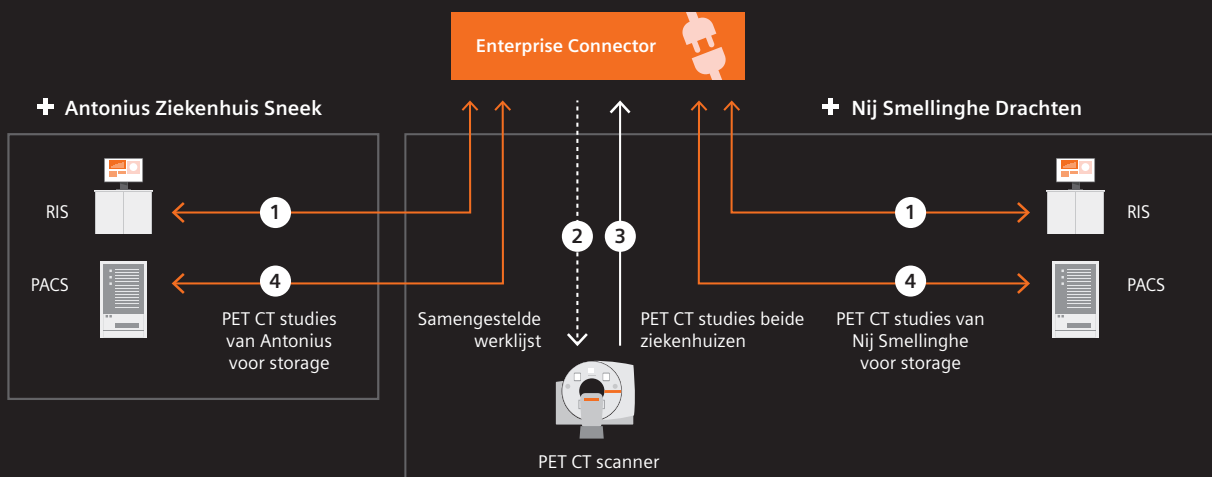 Enterprise Connector
Antonius Ziekenhuis Sneek
Nij Smellinghe Drachten
RIS
1
1
RIS
2
3
PACS
4
4
PACS
PET CT studies
van Antonius
voor storage
Samengestelde
werklijst
PET CT studies beide
ziekenhuizen
PET CT studies van
Nij Smellinghe
voor storage
PET CT scanner